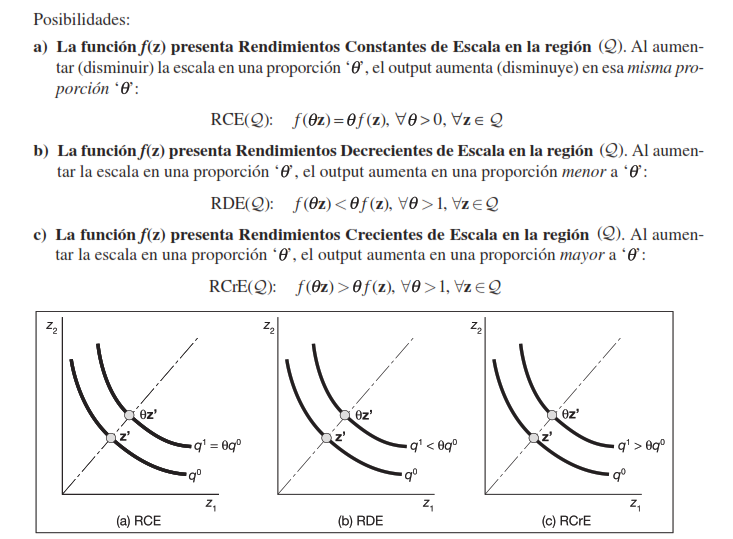 Posibilidades:
a) La función f(z) presenta Rendimientos Constantes de Escala en la región (Q). Al aumen-
tar (disminuir) la escala en una proporción ‘θ’, el output aumenta (disminuye) en esa misma pro-
porción ‘θ’:
RCE(Q): f(θz)=θf(z), ∀θ>0, ∀z∈Q
b) La función f(z) presenta Rendimientos Decrecientes de Escala en la región (Q). Al aumen-
tar la escala en una proporción ‘θ’, el output aumenta en una proporción menor a ‘θ’:
RDE(Q): f(θz)<θf(z), ∀θ>1, ∀z∈Q
c) La función f(z) presenta Rendimientos Crecientes de Escala en la región (Q). Al aumen-
tar la escala en una proporción ‘θ’, el output aumenta en una proporción mayor a ‘θ’:
RCrE(Q): f(θz)>θf(z), ∀θ>1, ∀z∈Q
z₂
θz'
z'
q¹ = θq⁰
q⁰
z₁
(a) RCE
z₂
θz'
z'
q¹ < θq⁰
q⁰
z₁
(b) RDE
z₂
θz'
z'
q¹ > θq⁰
q⁰
z₁
(c) RCrE